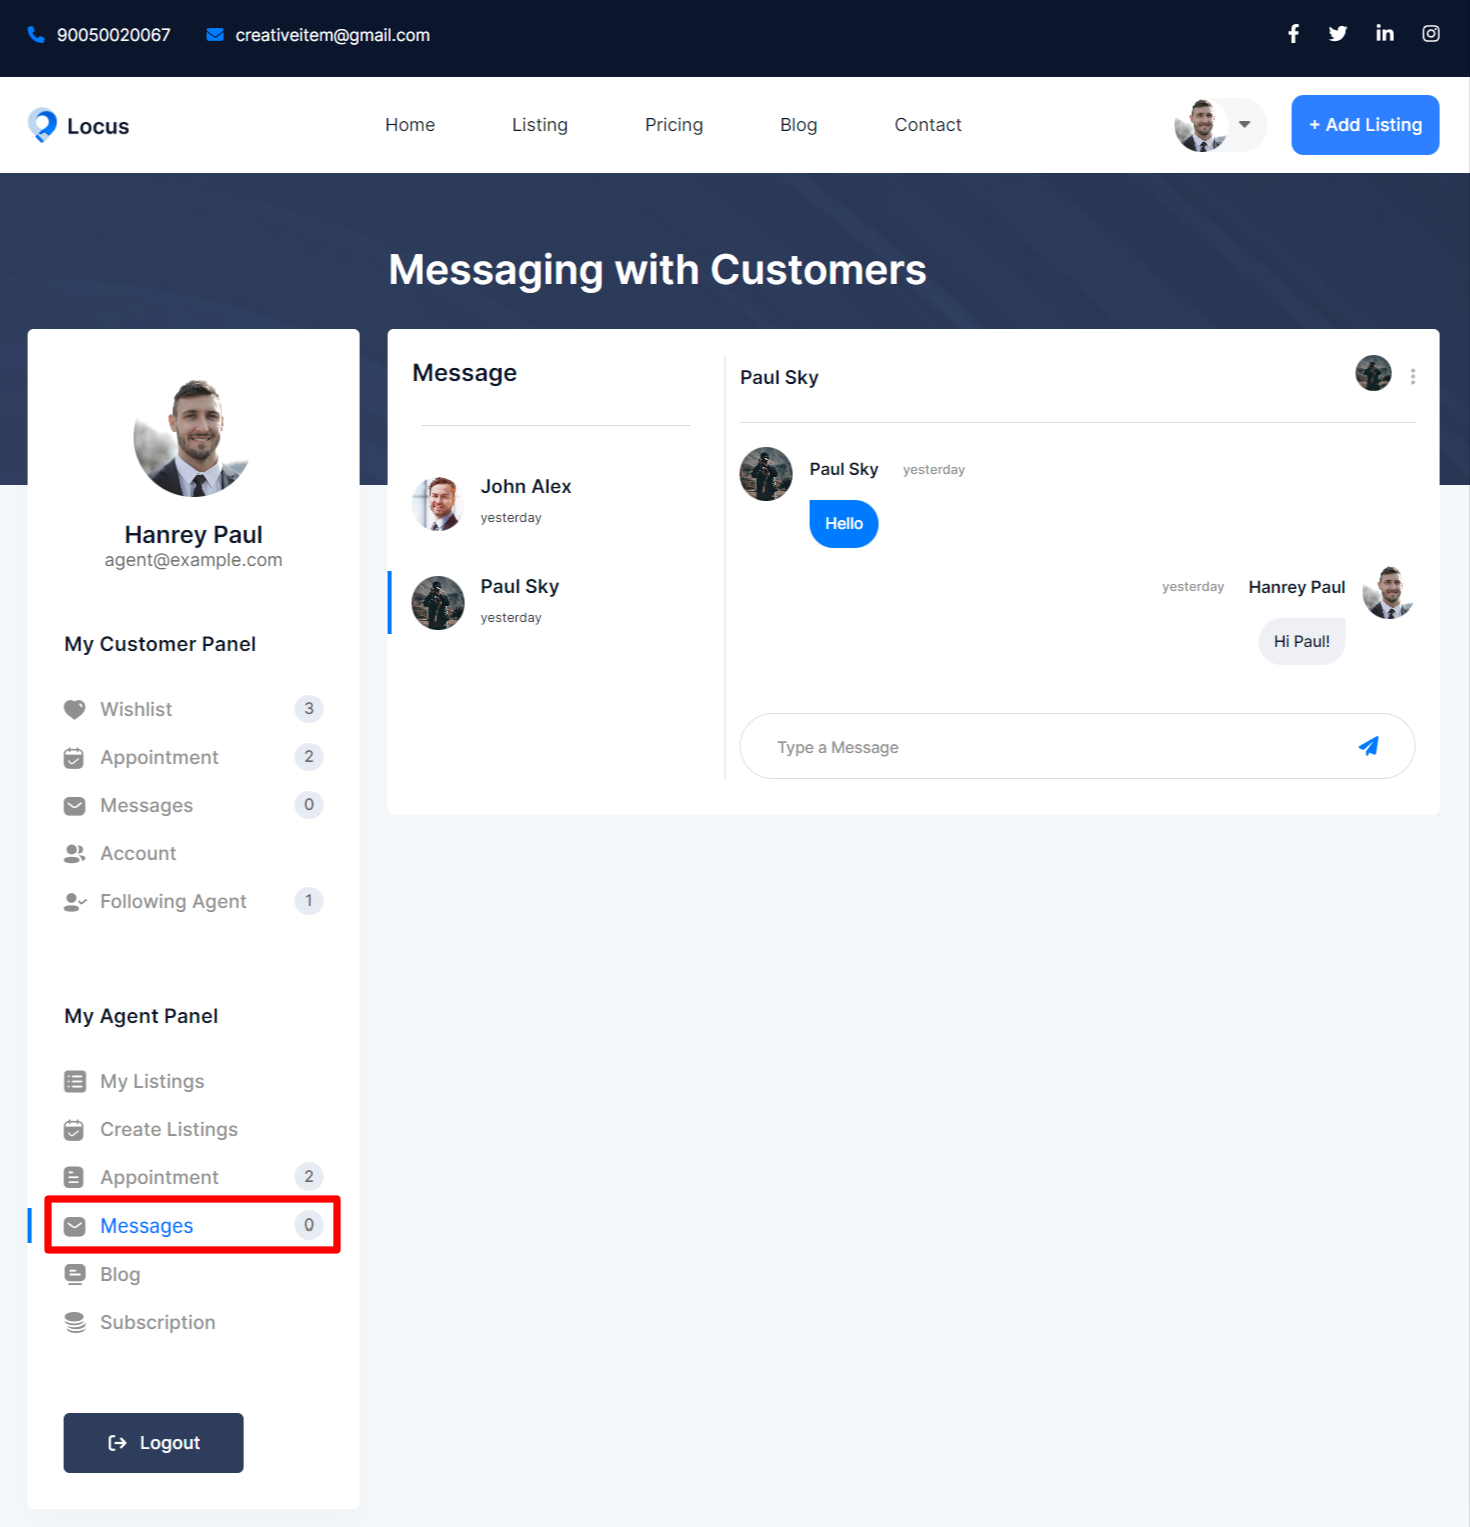 90050020067 creativeitem@gmail.com
Locus Home Listing Pricing Blog Contact + Add Listing
Messaging with Customers
Hanrey Paul
agent@example.com
My Customer Panel
Wishlist 3
Appointment 2
Messages 0
Account
Following Agent 1
My Agent Panel
My Listings
Create Listings
Appointment 2
Messages 0
Blog
Subscription
Logout
Message
John Alex
yesterday
Paul Sky
yesterday
Paul Sky
Paul Sky yesterday
Hello
yesterday Hanrey Paul
Hi Paul!
Type a Message